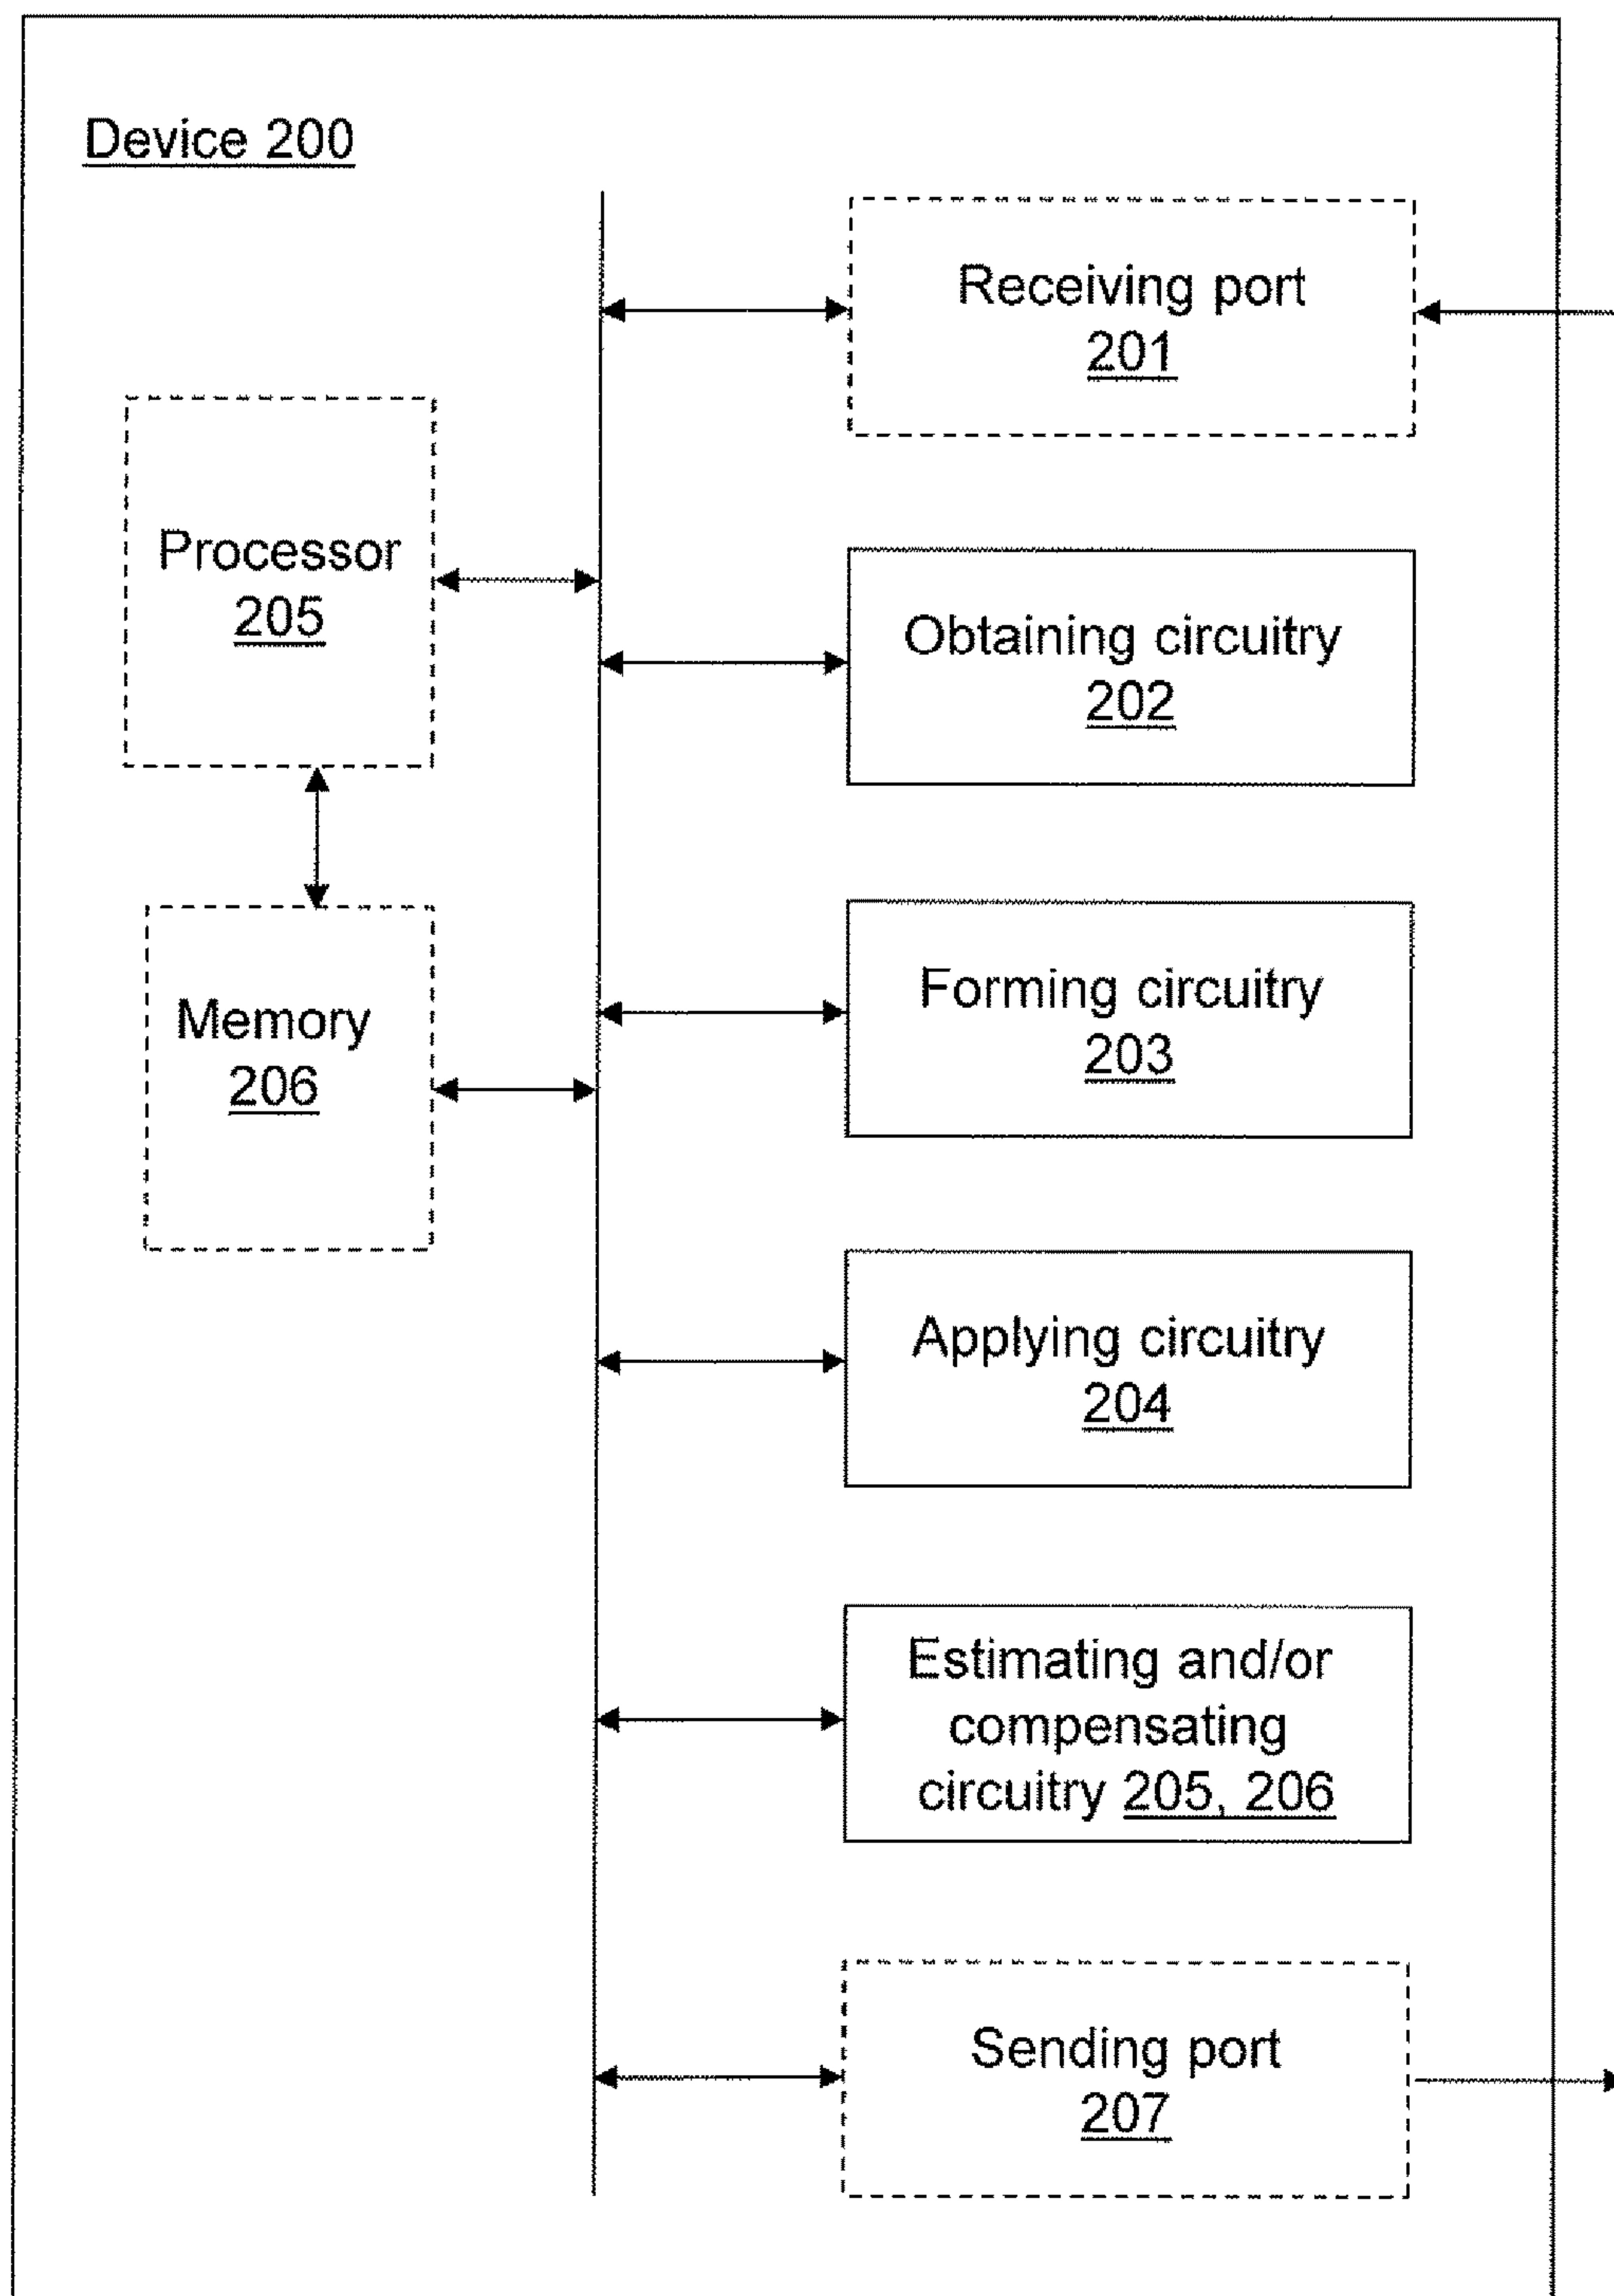 Device 200
Receiving port
201
Processor
205
Obtaining circuitry
202
Forming circuitry
203
Memory
206
Applying circuitry
204
Estimating and/or
compensating
circuitry 205, 206
Sending port
207